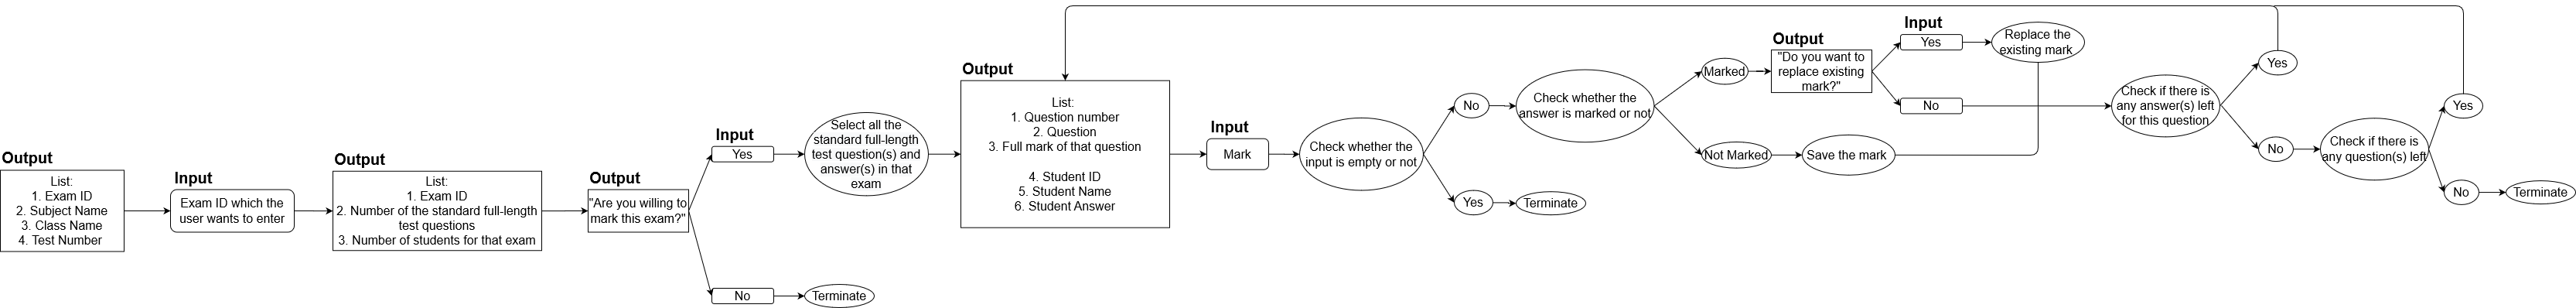 Output
List:
1. Exam ID
2. Subject Name
3. Class Name
4. Test Number
Input
Exam ID which the
user wants to enter
Output
List:
1. Exam ID
2. Number of the standard full-length
test questions
3. Number of students for that exam
Output
"Are you willing to
mark this exam?"
Input
Yes
Select all the
standard full-length
test question(s) and
answer(s) in that
exam
No
Terminate
Output
List:
1. Question number
2. Question
3. Full mark of that question
4. Student ID
5. Student Name
6. Student Answer
Input
Mark
Check whether the
input is empty or not
No
Yes
Terminate
Check whether the
answer is marked or not
Marked
Output
"Do you want to
replace existing
mark?"
Input
Yes
Replace the
existing mark
No
Not Marked
Save the mark
Check if there is
any answer(s) left
for this question
Yes
No
Check if there is
any question(s) left
Yes
No
Terminate